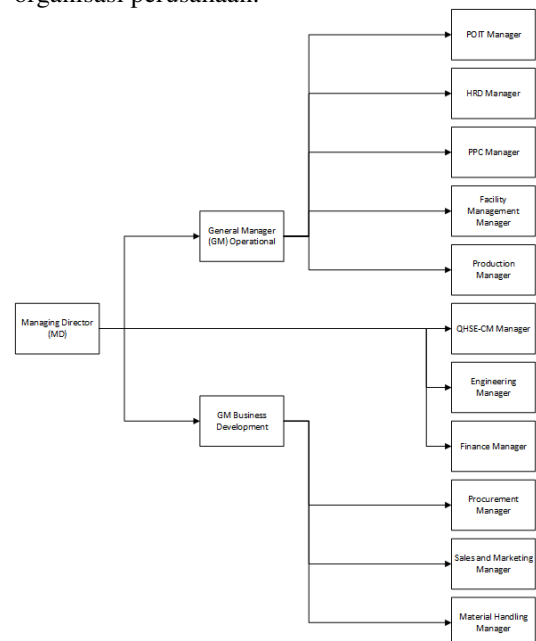 organisasi perusahaan.
POIT Manager
HRD Manager
PPC Manager
Facility
Management
Manager
General Manager
(GM) Operational
Production
Manager
Managing Director
(MD)
QHSE-CM Manager
Engineering
Manager
GM Business
Development
Finance Manager
Procurement
Manager
Sales and Marketing
Manager
Material Handling
Manager